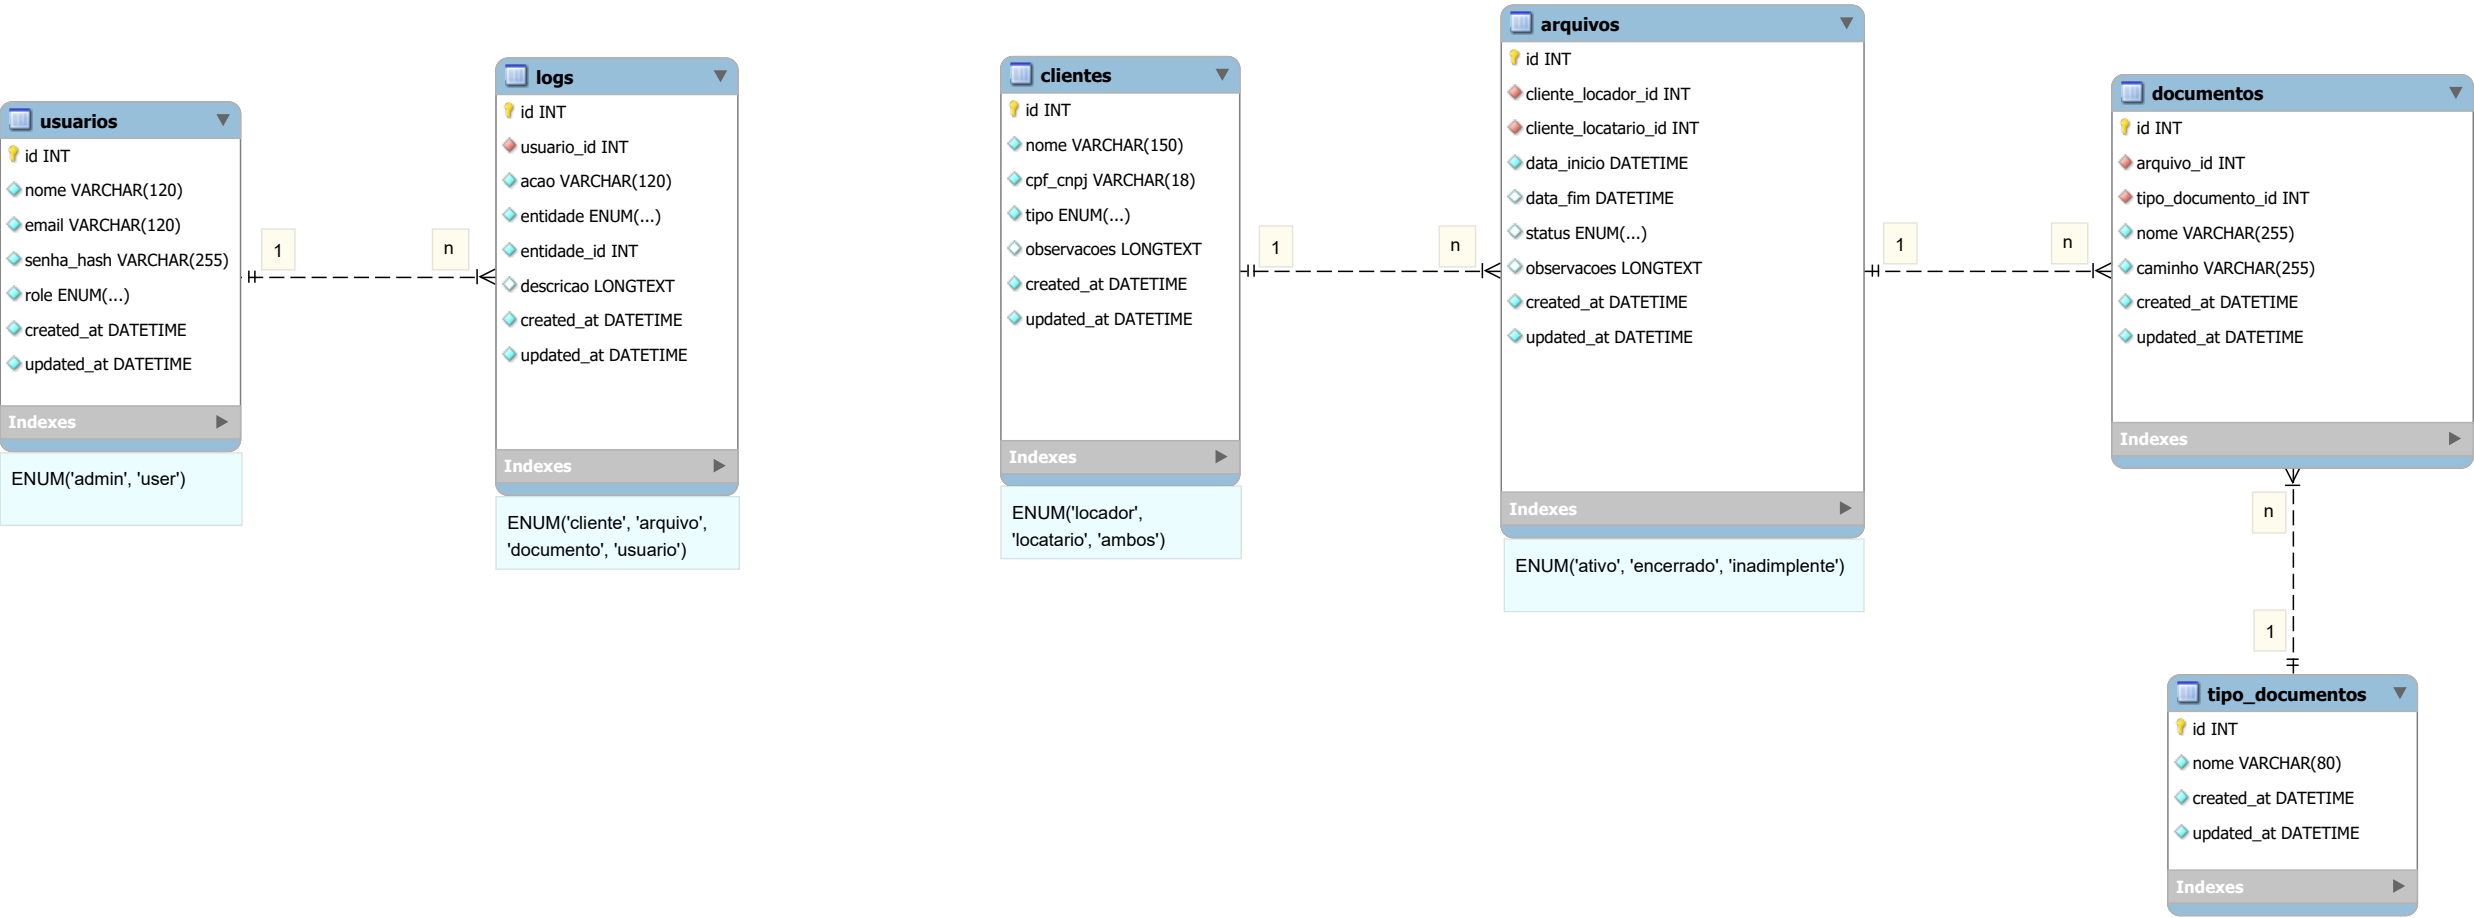 usuarios
id INT
nome VARCHAR(120)
email VARCHAR(120)
senha_hash VARCHAR(255)
role ENUM(...)
created_at DATETIME
updated_at DATETIME
Indexes
ENUM('admin', 'user')
1
n
logs
id INT
usuario_id INT
acao VARCHAR(120)
entidade ENUM(...)
entidade_id INT
descricao LONGTEXT
created_at DATETIME
updated_at DATETIME
Indexes
ENUM('cliente', 'arquivo',
'documento', 'usuario')
clientes
id INT
nome VARCHAR(150)
cpf_cnpj VARCHAR(18)
tipo ENUM(...)
observacoes LONGTEXT
created_at DATETIME
updated_at DATETIME
Indexes
ENUM('locador',
'locatario', 'ambos')
1
n
arquivos
id INT
cliente_locador_id INT
cliente_locatario_id INT
data_inicio DATETIME
data_fim DATETIME
status ENUM(...)
observacoes LONGTEXT
created_at DATETIME
updated_at DATETIME
Indexes
ENUM('ativo', 'encerrado', 'inadimplente')
1
n
documentos
id INT
arquivo_id INT
tipo_documento_id INT
nome VARCHAR(255)
caminho VARCHAR(255)
created_at DATETIME
updated_at DATETIME
Indexes
n
1
tipo_documentos
id INT
nome VARCHAR(80)
created_at DATETIME
updated_at DATETIME
Indexes